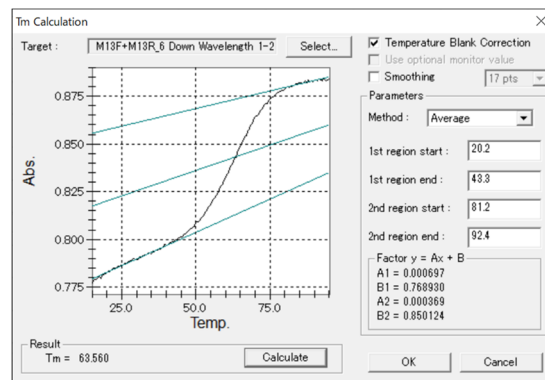 Tm Calculation
Target : M13F+M13R_6 Down Wavelength 1-2 Select...
Temperature Blank Correction
Use optional monitor value
Smoothing 17 pts
Parameters
Method : Average
1st region start : 20.2
1st region end : 43.3
2nd region start : 81.2
2nd region end : 92.4
Factor y = Ax + B
A1 = 0.000697
B1 = 0.768930
A2 = 0.000369
B2 = 0.850124
Abs.
0.875
0.850
0.825
0.800
0.775
25.0 50.0 75.0
Temp.
Result
Tm = 63.560 Calculate
OK Cancel